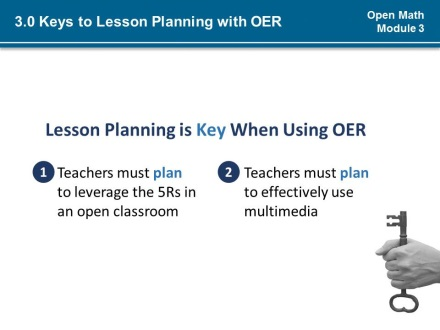 3.0 Keys to Lesson Planning with OER
Open Math
Module 3
Lesson Planning is Key When Using OER
1 Teachers must plan
to leverage the 5Rs in
an open classroom
2 Teachers must plan
to effectively use
multimedia